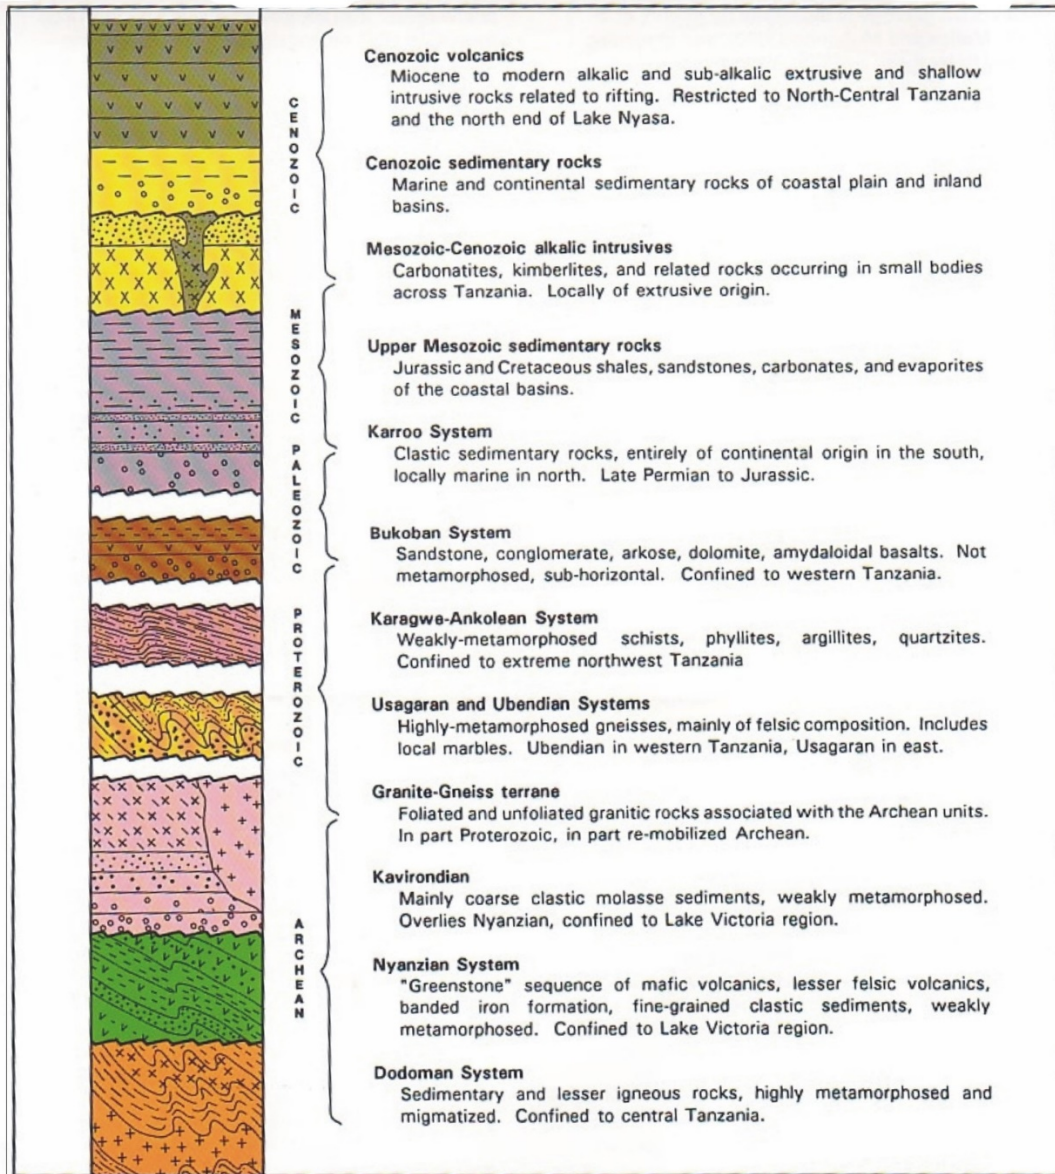 CENOZOIC
MESOZOIC
PALEOZOIC
PROTEROZOIC
ARCHEAN
Cenozoic volcanics
Miocene to modern alkalic and sub-alkalic extrusive and shallow
intrusive rocks related to rifting. Restricted to North-Central Tanzania
and the north end of Lake Nyasa.
Cenozoic sedimentary rocks
Marine and continental sedimentary rocks of coastal plain and inland
basins.
Mesozoic-Cenozoic alkalic intrusives
Carbonatites, kimberlites, and related rocks occurring in small bodies
across Tanzania. Locally of extrusive origin.
Upper Mesozoic sedimentary rocks
Jurassic and Cretaceous shales, sandstones, carbonates, and evaporites
of the coastal basins.
Karroo System
Clastic sedimentary rocks, entirely of continental origin in the south,
locally marine in north. Late Permian to Jurassic.
Bukoban System
Sandstone, conglomerate, arkose, dolomite, amydaloidal basalts. Not
metamorphosed, sub-horizontal. Confined to western Tanzania.
Karagwe-Ankolean System
Weakly-metamorphosed schists, phyllites, argillites, quartzites.
Confined to extreme northwest Tanzania
Usagaran and Ubendian Systems
Highly-metamorphosed gneisses, mainly of felsic composition. Includes
local marbles. Ubendian in western Tanzania, Usagaran in east.
Granite-Gneiss terrane
Foliated and unfoliated granitic rocks associated with the Archean units.
In part Proterozoic, in part re-mobilized Archean.
Kavirondian
Mainly coarse clastic molasse sediments, weakly metamorphosed.
Overlies Nyanzian, confined to Lake Victoria region.
Nyanzian System
"Greenstone" sequence of mafic volcanics, lesser felsic volcanics,
banded iron formation, fine-grained clastic sediments, weakly
metamorphosed. Confined to Lake Victoria region.
Dodoman System
Sedimentary and lesser igneous rocks, highly metamorphosed and
migmatized. Confined to central Tanzania.